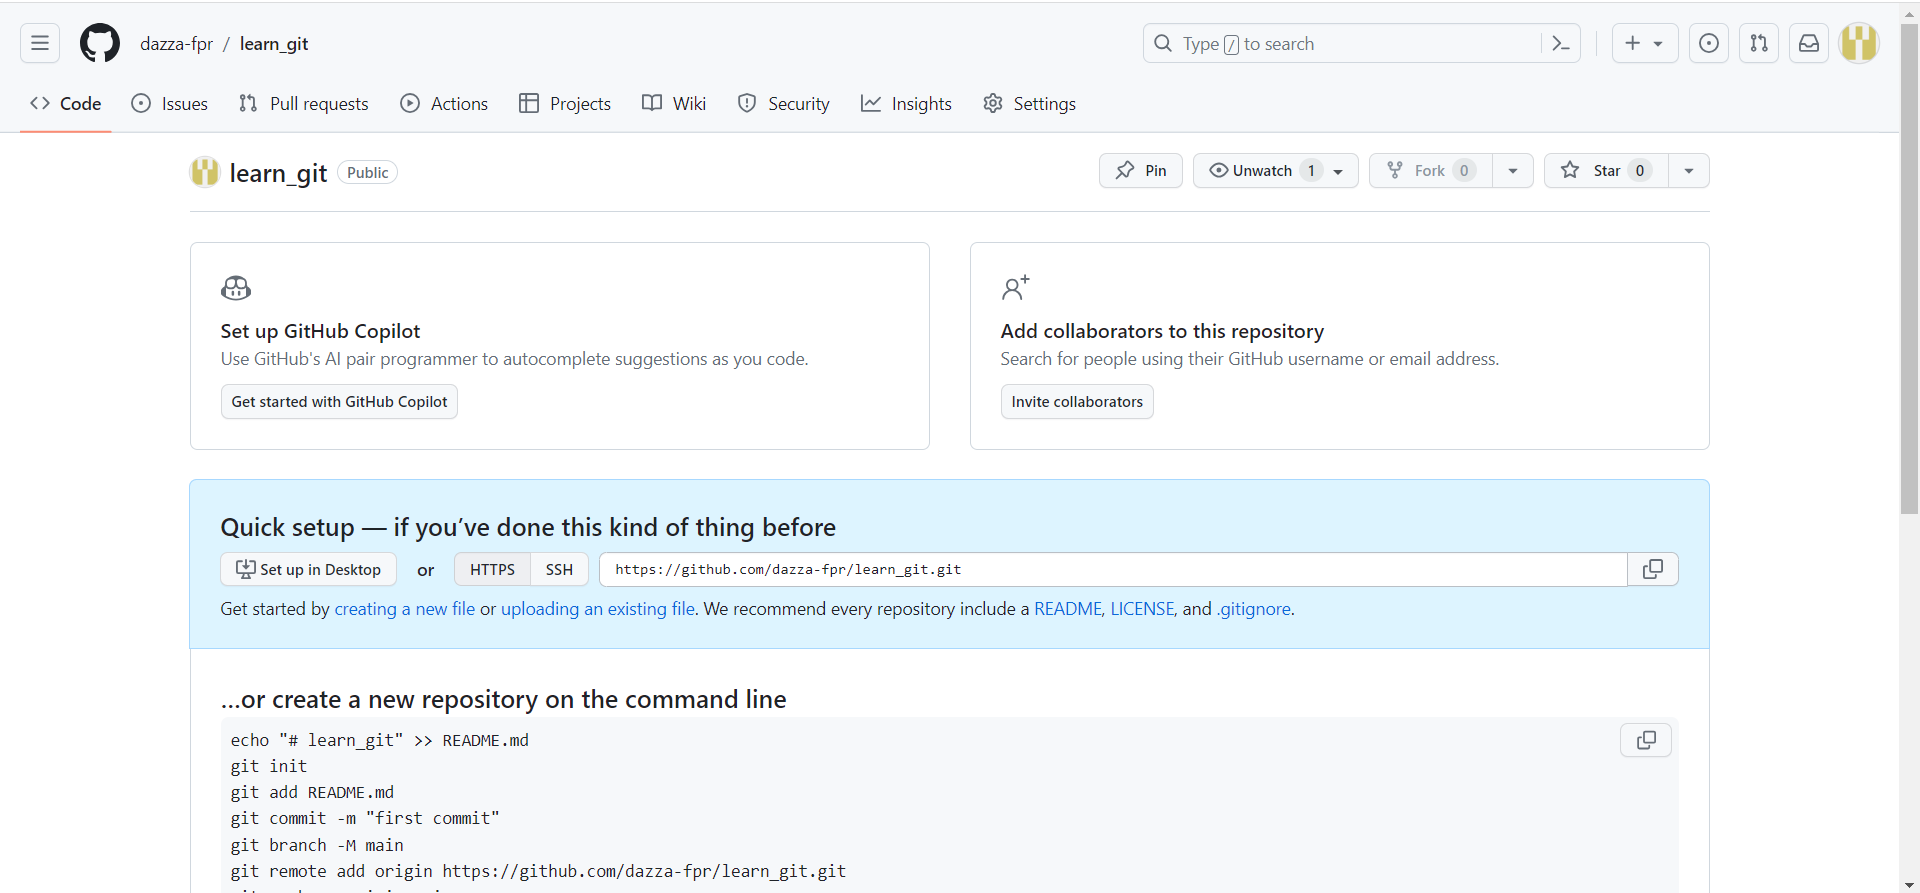 dazza-fpr / learn_git
Type / to search
Code Issues Pull requests Actions Projects Wiki Security Insights Settings
learn_git Public
Pin Unwatch 1 Fork 0 Star 0
Set up GitHub Copilot
Use GitHub's AI pair programmer to autocomplete suggestions as you code.
Get started with GitHub Copilot
Add collaborators to this repository
Search for people using their GitHub username or email address.
Invite collaborators
Quick setup — if you’ve done this kind of thing before
Set up in Desktop or HTTPS SSH https://github.com/dazza-fpr/learn_git.git
Get started by creating a new file or uploading an existing file. We recommend every repository include a README, LICENSE, and .gitignore.
…or create a new repository on the command line
echo "# learn_git" >> README.md
git init
git add README.md
git commit -m "first commit"
git branch -M main
git remote add origin https://github.com/dazza-fpr/learn_git.git